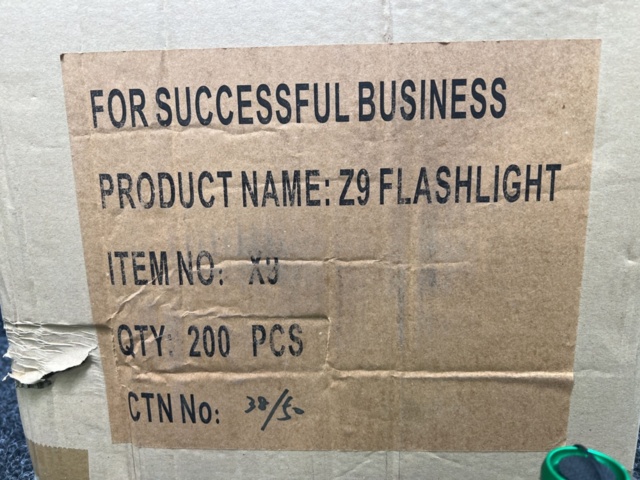 FOR SUCCESSFUL BUSINESS
PRODUCT NAME: Z9 FLASHLIGHT
ITEM NO: X9
QTY: 200 PCS
CTN No: 38/50